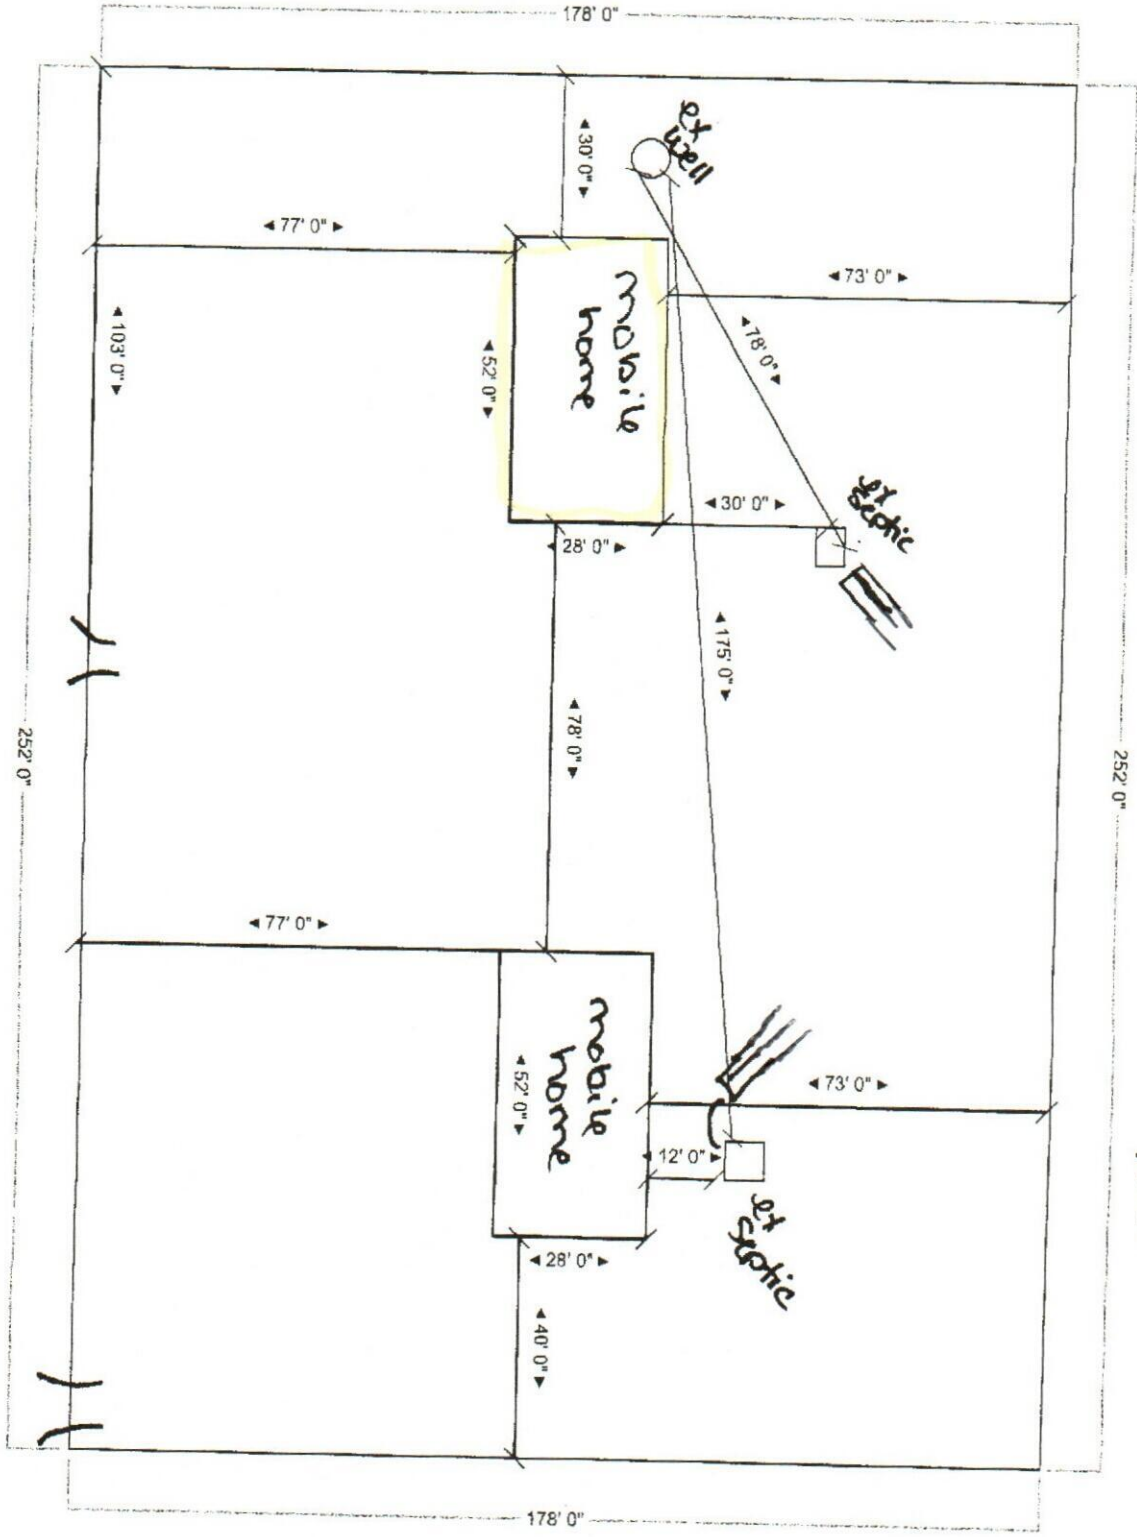 178' 0"
ex
well
30' 0"
77' 0"
73' 0"
mobile
home
103' 0"
52' 0"
78' 0"
ex
septic
30' 0"
28' 0"
175' 0"
78' 0"
252' 0"
252' 0"
77' 0"
mobile
home
52' 0"
73' 0"
12' 0"
ex
septic
28' 0"
40' 0"
178' 0"